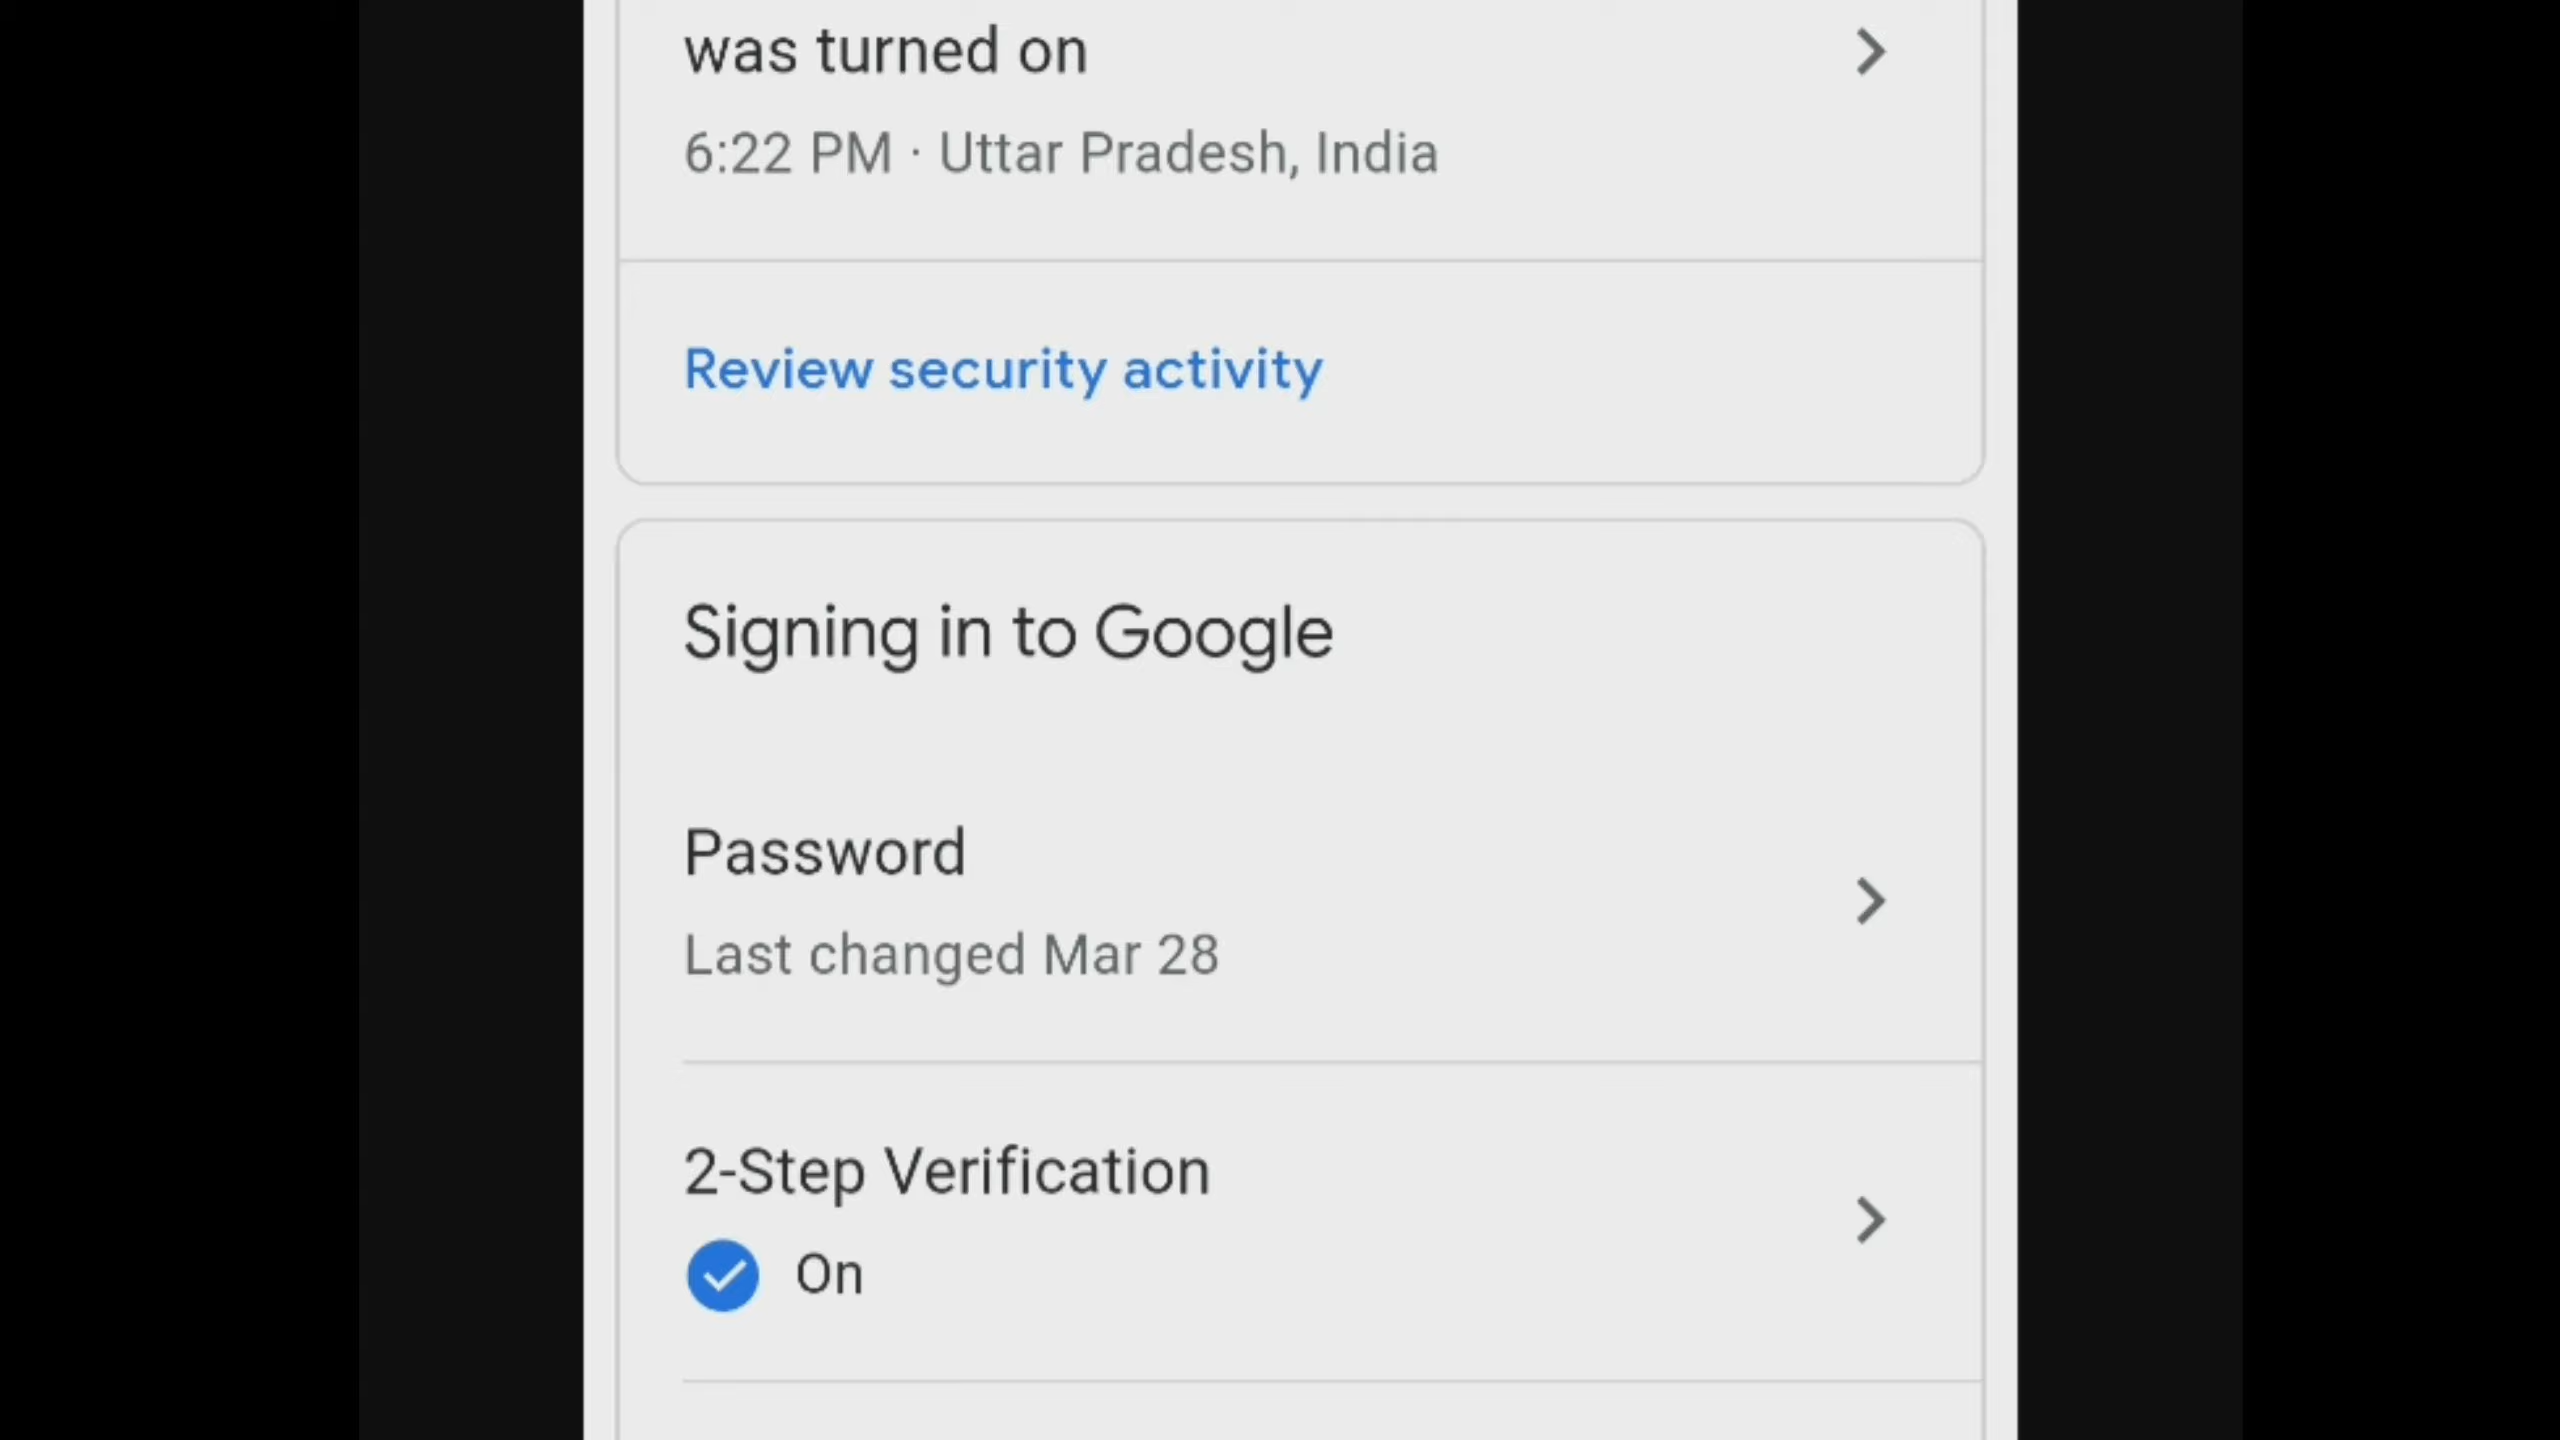 was turned on
6:22 PM · Uttar Pradesh, India
Review security activity
Signing in to Google
Password
Last changed Mar 28
2-Step Verification
On